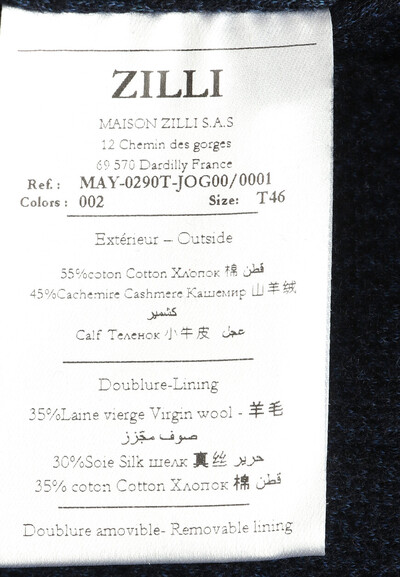 ZILLI
MAISON ZILLI S.A.S
12 Chemin des gorges
69 570 Dardilly France
Ref.: MAY-0290T-JOG00/0001
Colors: 002 Size: T46
Extérieur – Outside
55%coton Cotton Хлопок 棉 قطن
45%Cachemire Cashmere Кашемир 山羊绒
كشمير
Calf Теленок 小牛皮 عجل
Doublure-Lining
35%Laine vierge Virgin wool - 羊毛
صوف مجزز
30%Soie Silk шелк 真丝 حرير
35% coton Cotton Хлопок 棉 قطن
Doublure amovible- Removable lining